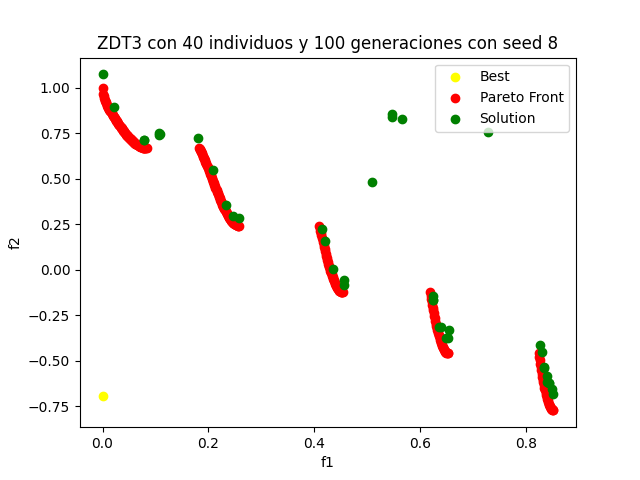 ZDT3 con 40 individuos y 100 generaciones con seed 8
Best
Pareto Front
Solution
1.00
0.75
0.50
0.25
0.00
−0.25
−0.50
−0.75
f2
0.0
0.2
0.4
0.6
0.8
f1